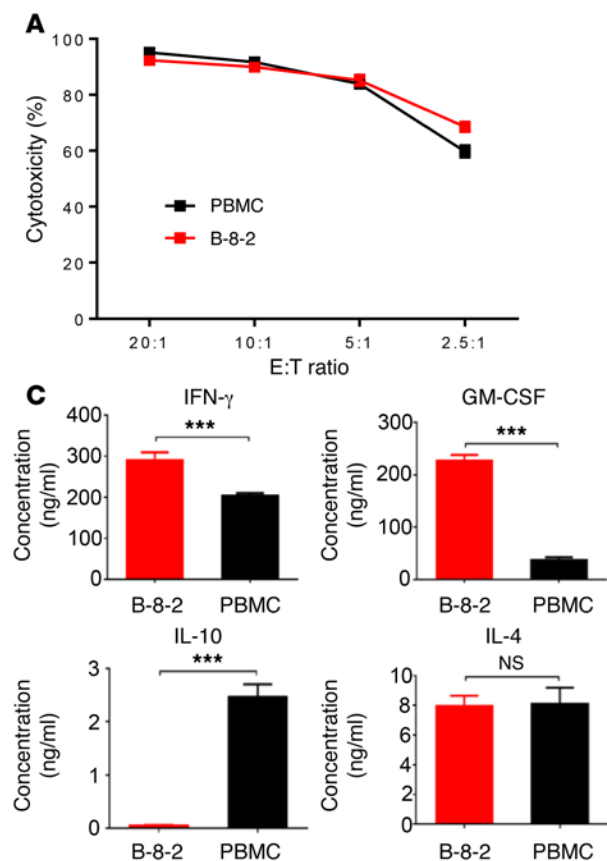 A
Cytotoxicity (%)
100
80
60
40
20
0
PBMC
B-8-2
20:1 10:1 5:1 2.5:1
E:T ratio
C
IFN-γ
Concentration
(ng/ml)
400
300
200
100
0
***
B-8-2 PBMC
GM-CSF
Concentration
(ng/ml)
300
200
100
0
***
B-8-2 PBMC
IL-10
Concentration
(ng/ml)
3
2
1
0
***
B-8-2 PBMC
IL-4
Concentration
(ng/ml)
10
8
6
4
2
0
NS
B-8-2 PBMC